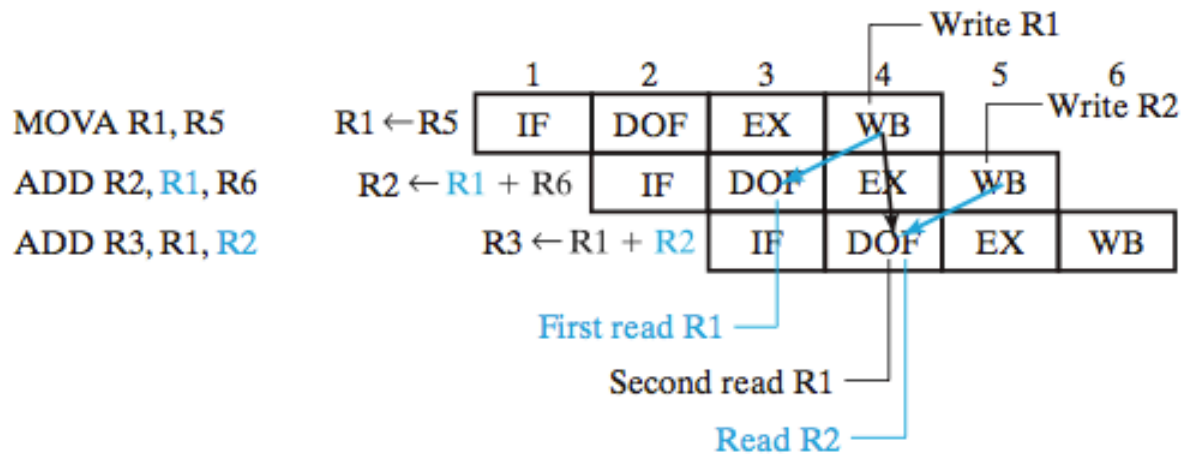 Write R1
1 2 3 4 5 6
Write R2
MOVA R1, R5 R1 ← R5 IF DOF EX WB
ADD R2, R1, R6 R2 ← R1 + R6 IF DOF EX WB
ADD R3, R1, R2 R3 ← R1 + R2 IF DOF EX WB
First read R1
Second read R1
Read R2